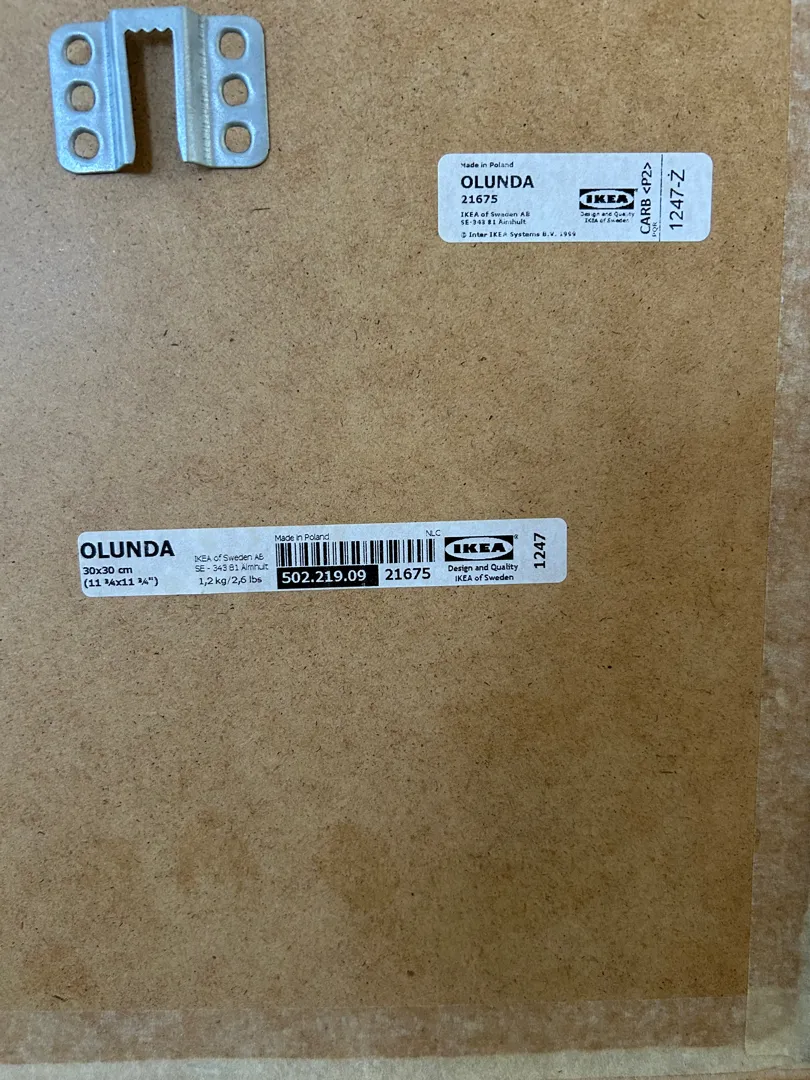 Made in Poland
OLUNDA
21675
IKEA of Sweden AB
SE-343 81 Älmhult
© Inter IKEA Systems B.V. 1999
IKEA
Design and Quality
IKEA of Sweden
CARB <P2>
PQR
1247-Ż
OLUNDA
30x30 cm
(11 ¾x11 ¾")
IKEA of Sweden AB
SE - 343 81 Älmhult
1,2 kg/2,6 lbs
Made in Poland
NLC
502.219.09
21675
IKEA®
Design and Quality
IKEA of Sweden
1247